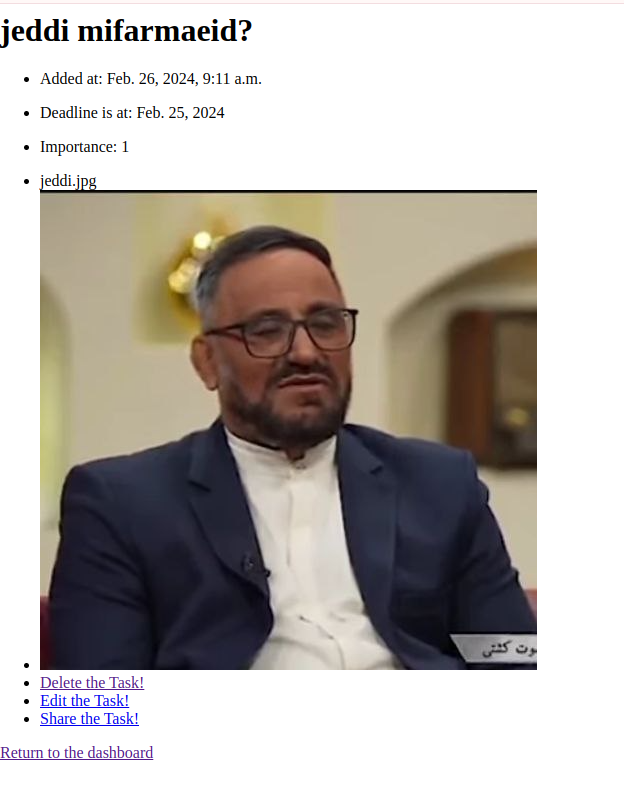 jeddi mifarmaeid?
Added at: Feb. 26, 2024, 9:11 a.m.
Deadline is at: Feb. 25, 2024
Importance: 1
jeddi.jpg
کشتی
Delete the Task!
Edit the Task!
Share the Task!
Return to the dashboard